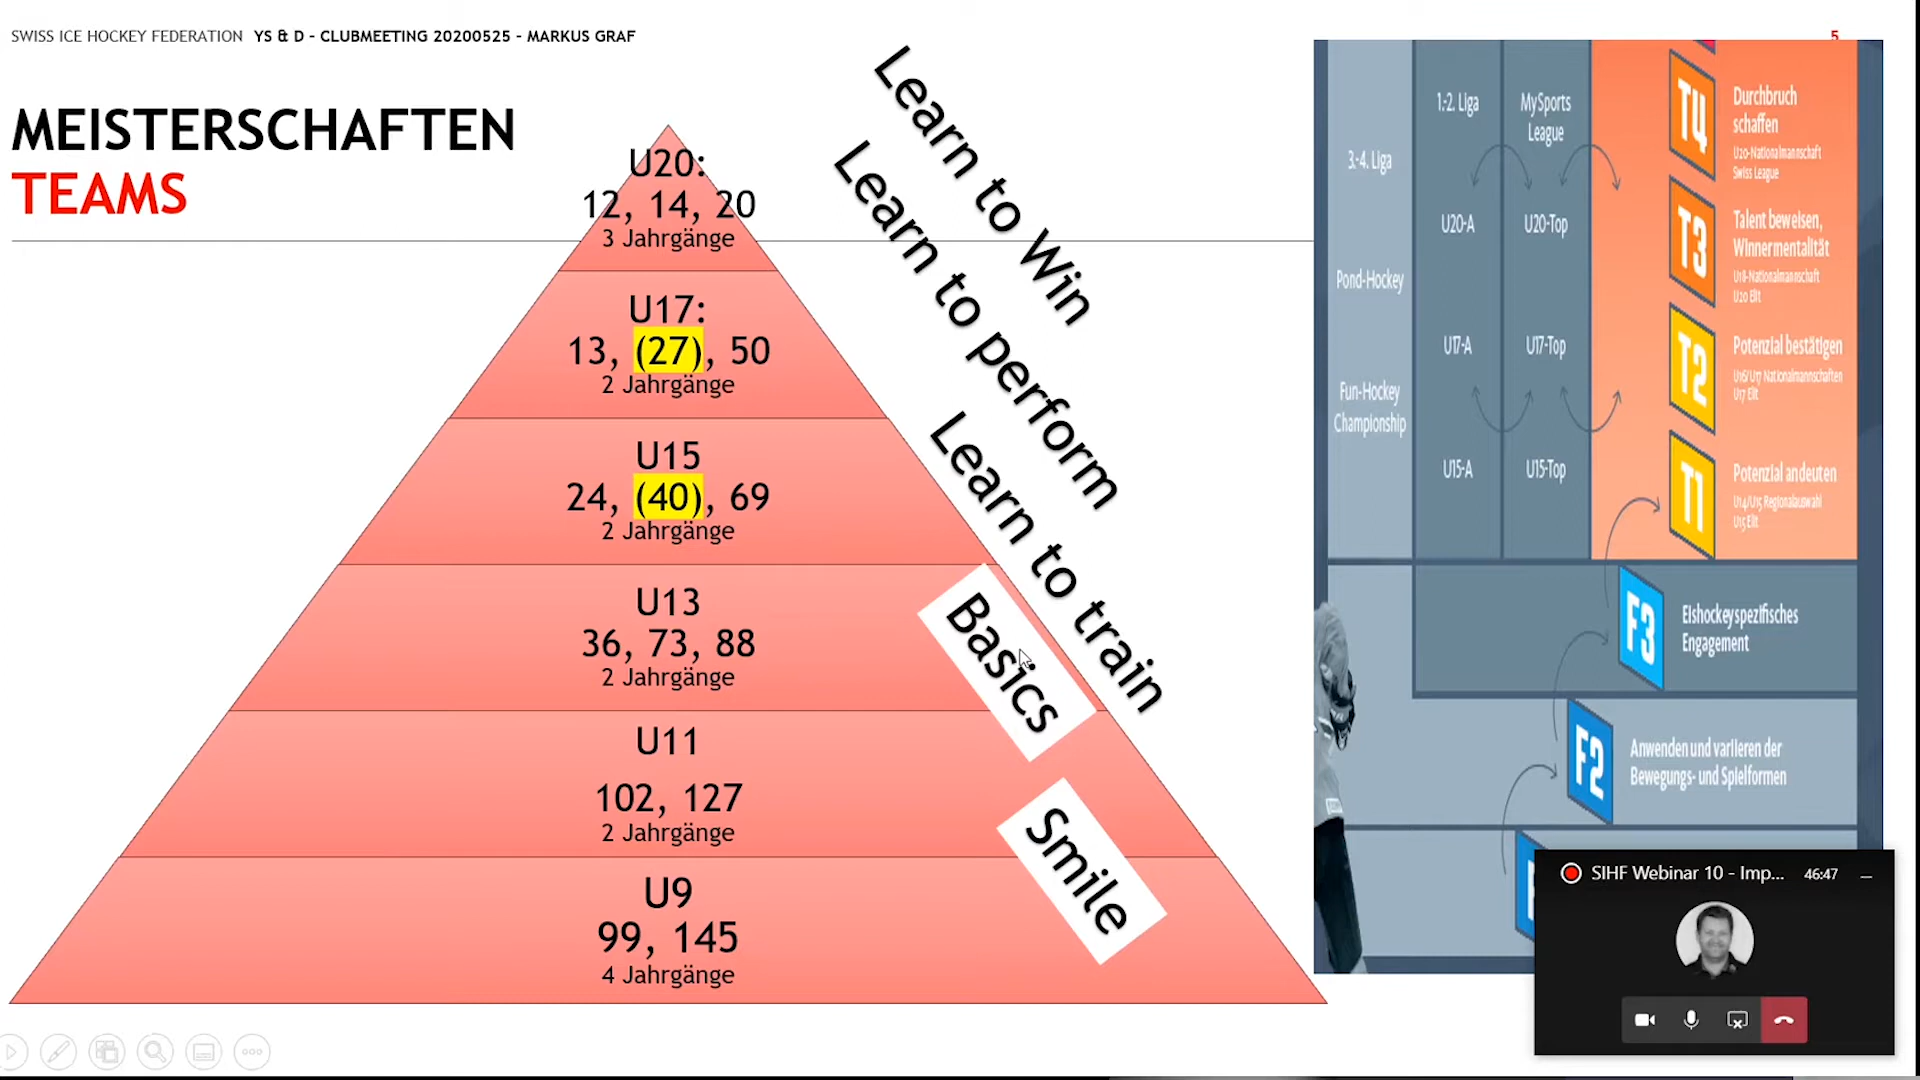 SWISS ICE HOCKEY FEDERATION YS & D - CLUBMEETING 20200525 - MARKUS GRAF
5
MEISTERSCHAFTEN
TEAMS
U20:
12, 14, 20
3 Jahrgänge
U17:
13, (27), 50
2 Jahrgänge
U15
24, (40), 69
2 Jahrgänge
U13
36, 73, 88
2 Jahrgänge
U11
102, 127
2 Jahrgänge
U9
99, 145
4 Jahrgänge
Learn to Win
Learn to perform
Learn to train
Basics
Smile
3.-4. Liga
Pond-Hockey
Fun-Hockey
Championship
1.-2. Liga
U20-A
U17-A
U15-A
MySports
League
U20-Top
U17-Top
U15-Top
T4
Durchbruch
schaffen
U20-Nationalmannschaft
Swiss League
T3
Talent beweisen,
Winnermentalität
U18-Nationalmannschaft
U20 Elit
T2
Potenzial bestätigen
U16/U17 Nationalmannschaften
U17 Elit
T1
Potenzial andeuten
U14/U15 Regionalauswahl
U15 Elit
F3
Eishockeyspezifisches
Engagement
F2
Anwenden und variieren der
Bewegungs- und Spielformen
SIHF Webinar 10 - Imp... 46:47